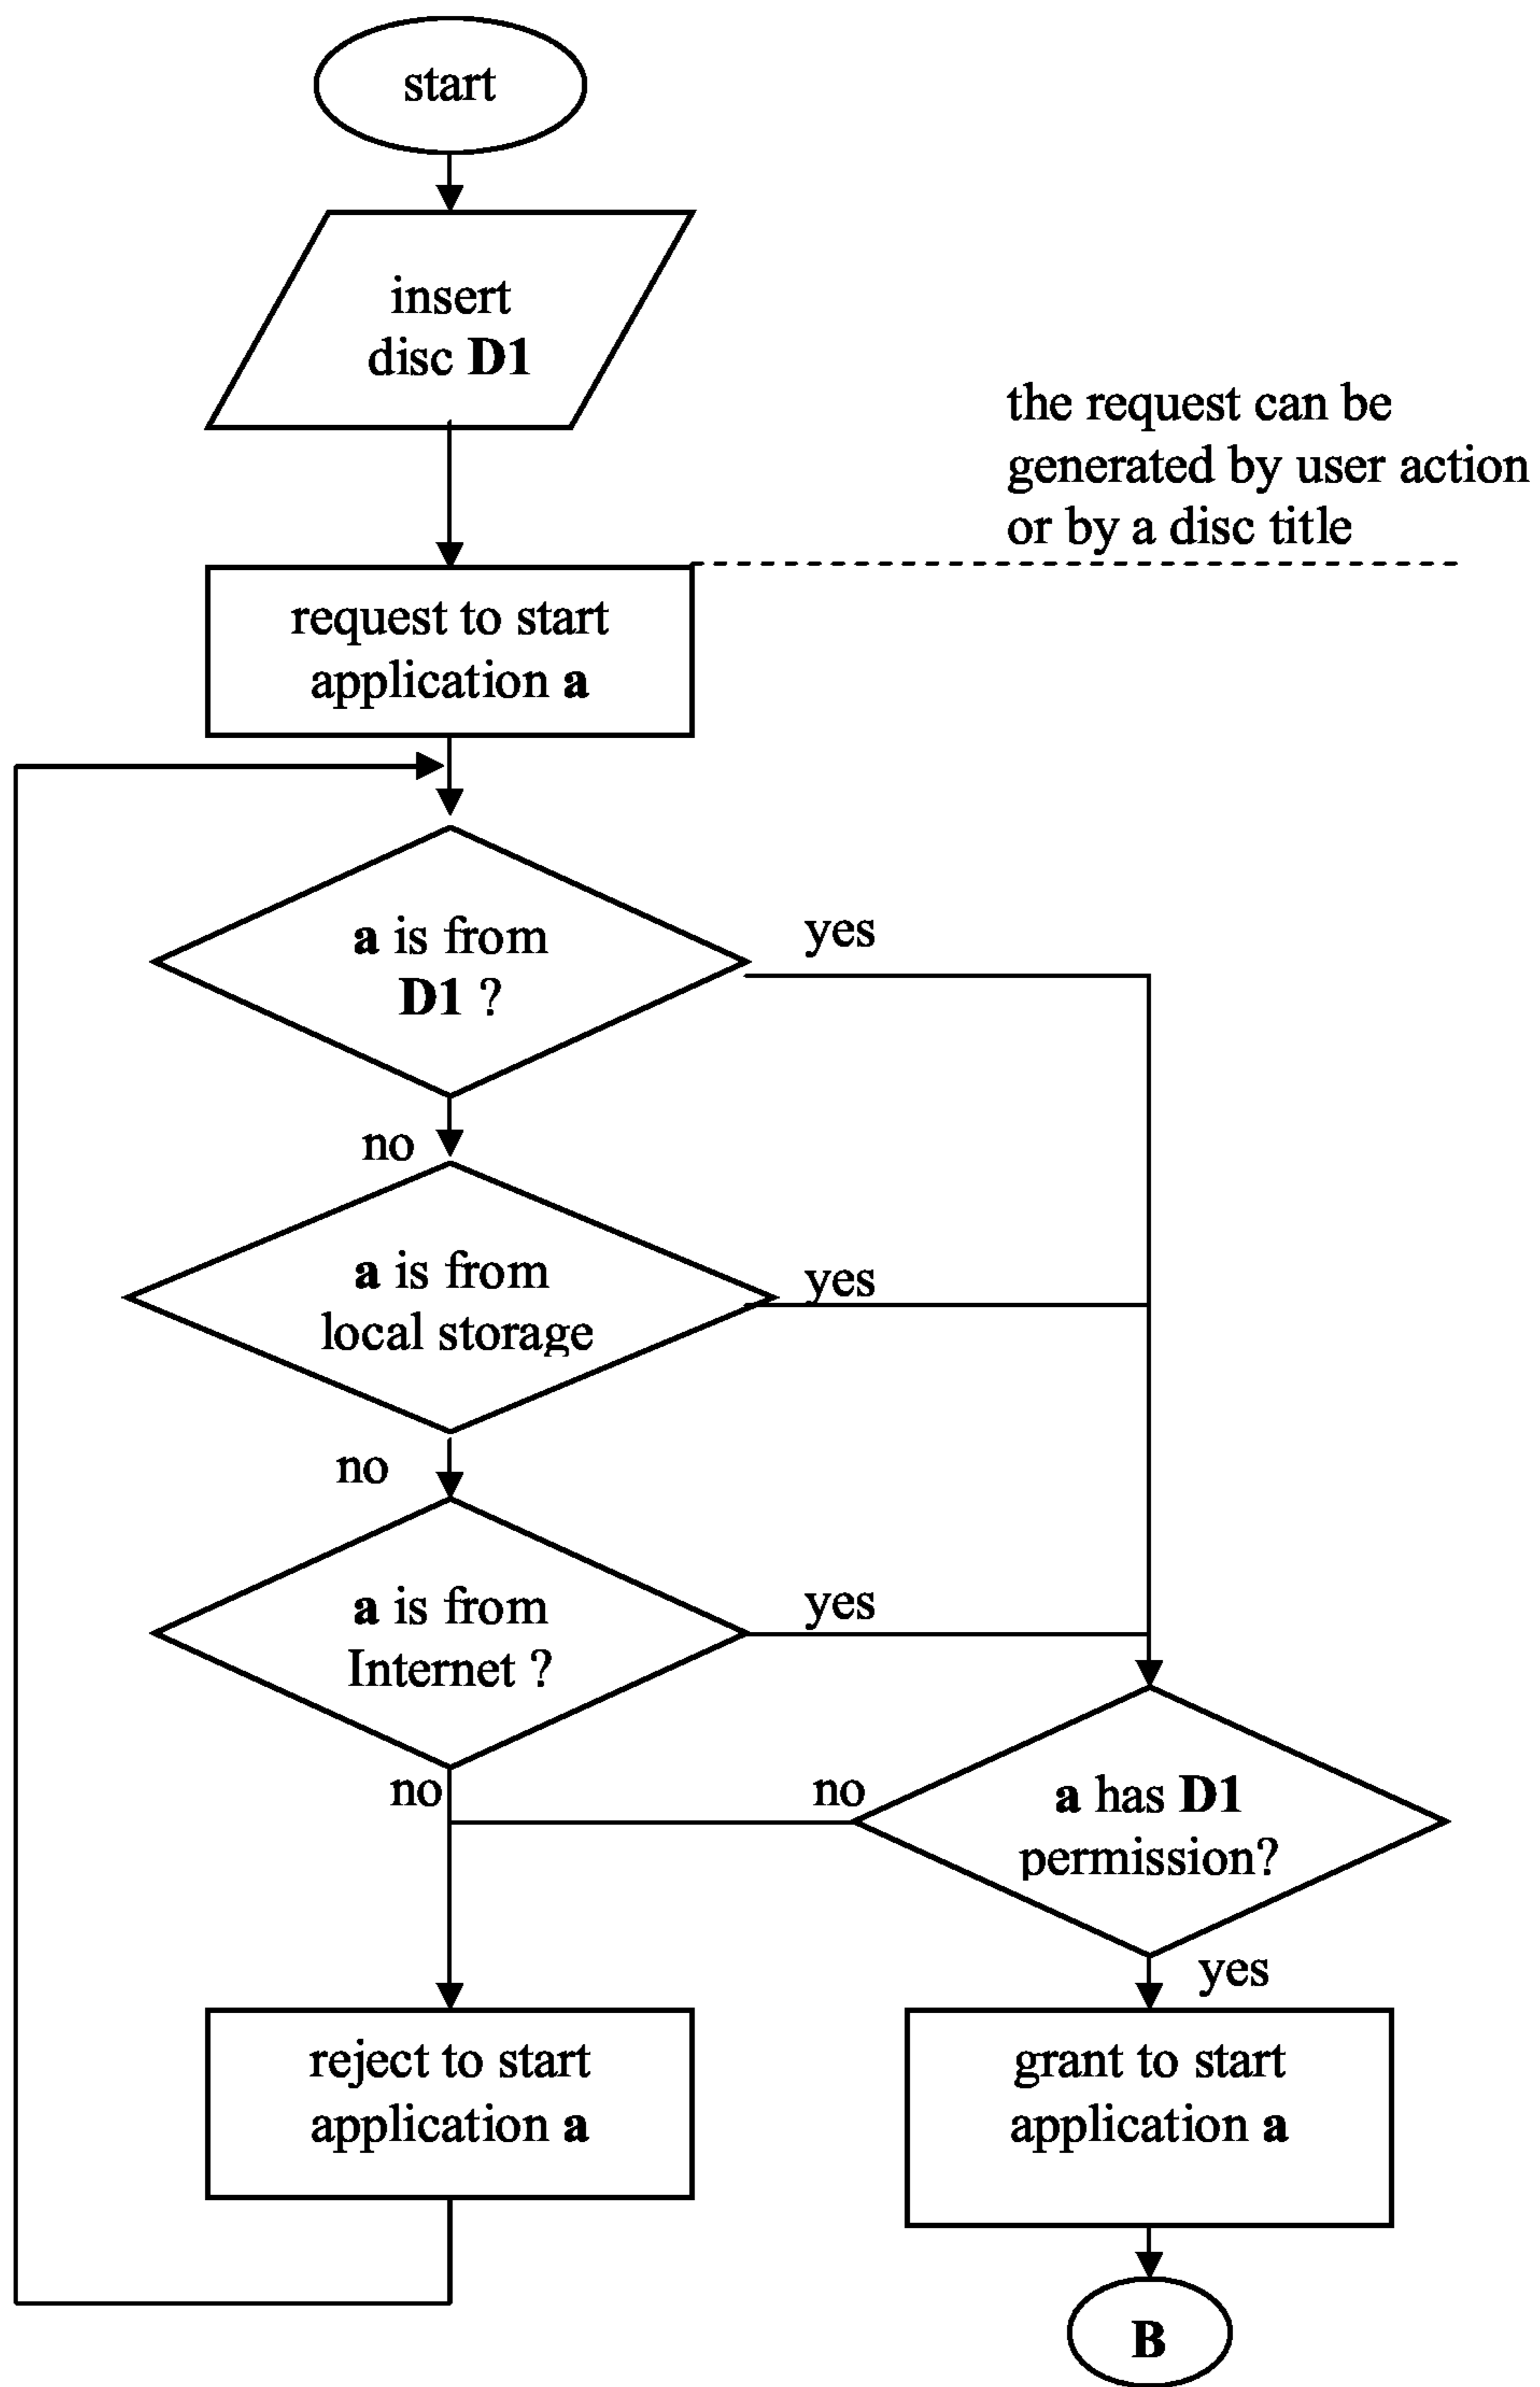 start
insert
disc D1
the request can be
generated by user action
or by a disc title
request to start
application a
a is from
D1 ?
yes
no
a is from
local storage
yes
no
a is from
Internet ?
yes
no
no
a has D1
permission?
yes
reject to start
application a
grant to start
application a
B